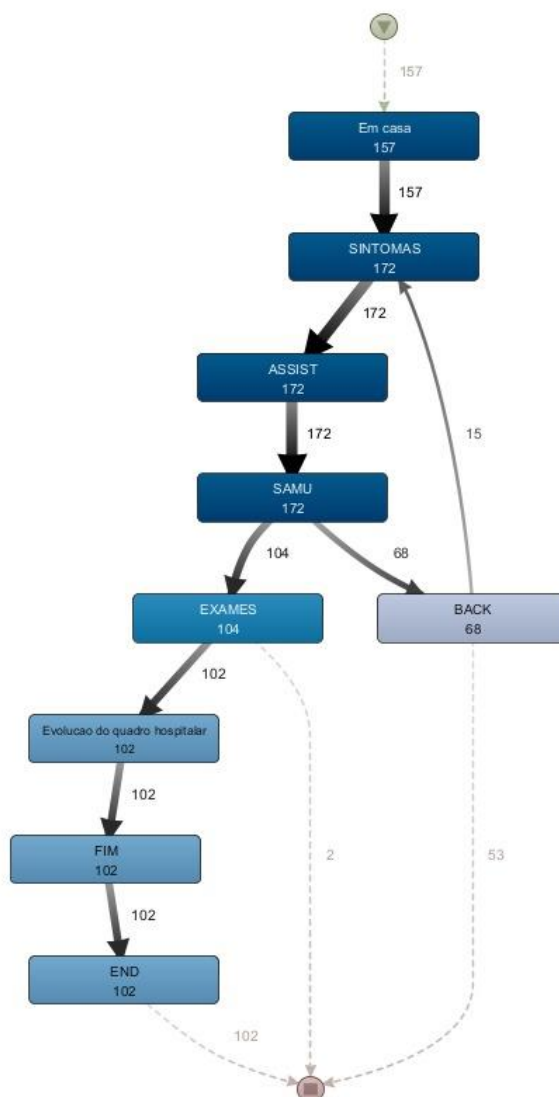 157
Em casa
157
157
SINTOMAS
172
172
ASSIST
172
172
15
SAMU
172
104
68
EXAMES
104
BACK
68
102
Evolucao do quadro hospitalar
102
102
FIM
102
2
53
102
END
102
102